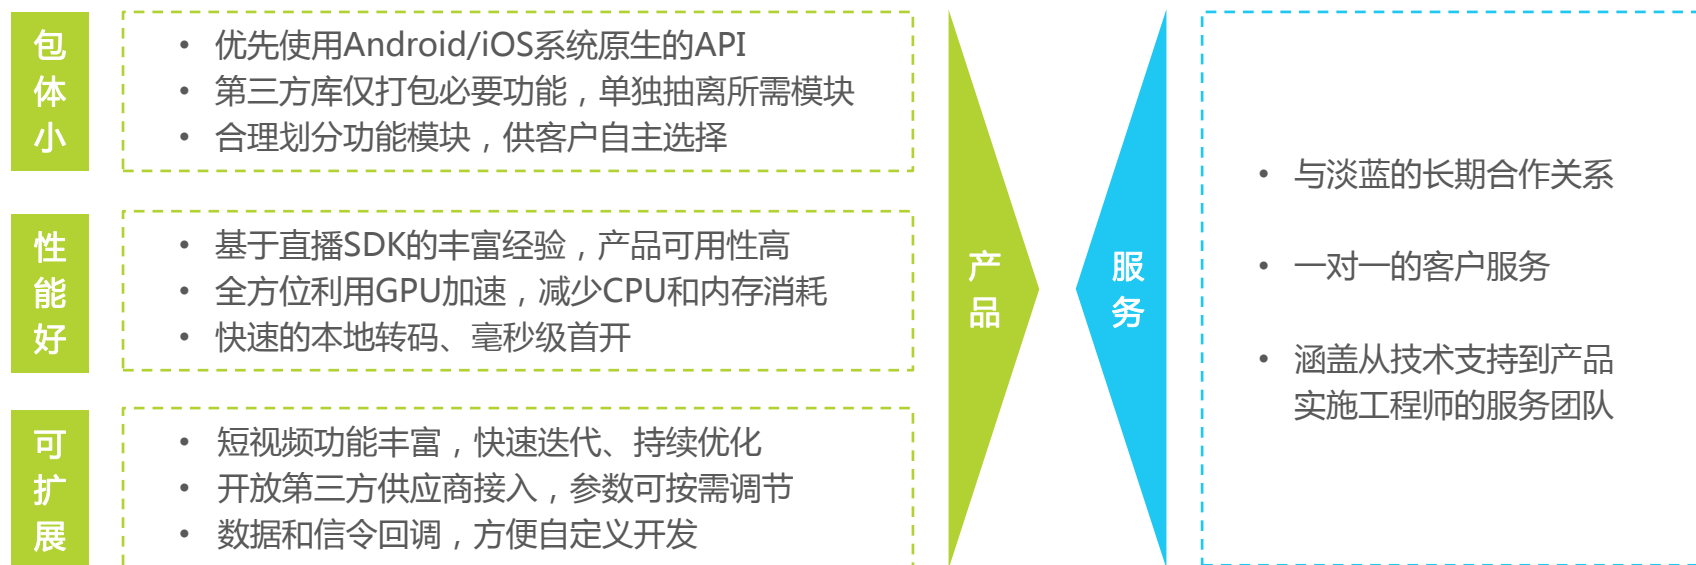 包体小
• 优先使用Android/iOS系统原生的API
• 第三方库仅打包必要功能，单独抽离所需模块
• 合理划分功能模块，供客户自主选择
性能好
• 基于直播SDK的丰富经验，产品可用性高
• 全方位利用GPU加速，减少CPU和内存消耗
• 快速的本地转码、毫秒级首开
可扩展
• 短视频功能丰富，快速迭代、持续优化
• 开放第三方供应商接入，参数可按需调节
• 数据和信令回调，方便自定义开发
产品
服务
• 与淡蓝的长期合作关系
• 一对一的客户服务
• 涵盖从技术支持到产品
实施工程师的服务团队